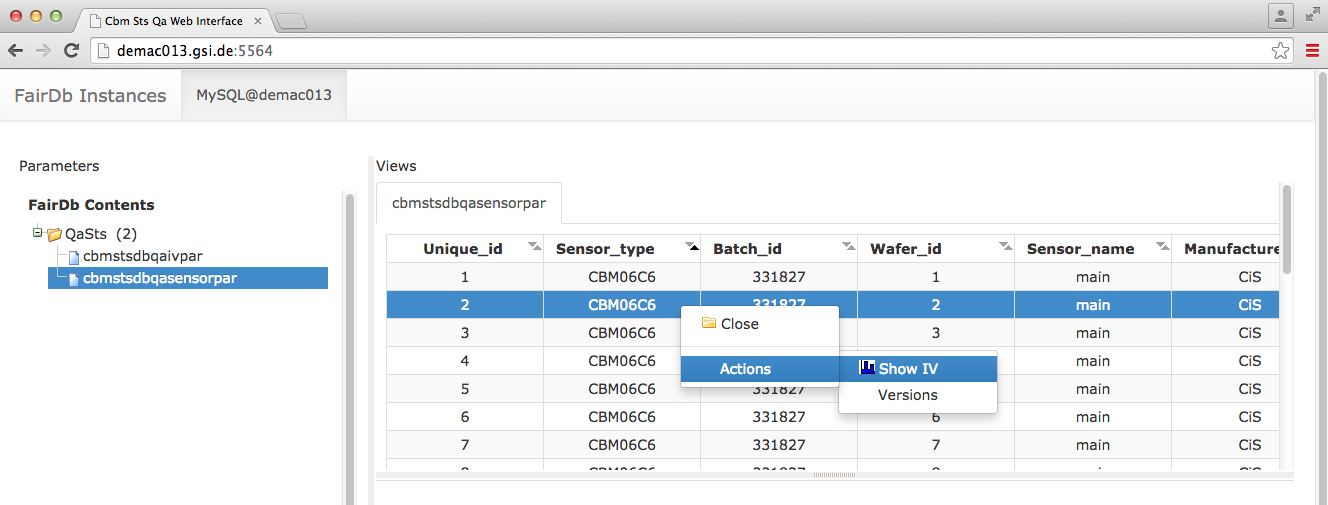 Cbm Sts Qa Web Interface
demac013.gsi.de:5564
FairDb Instances MySQL@demac013
Parameters
FairDb Contents
QaSts (2)
cbmstsdbqaivpar
cbmstsdbqasensorpar
Views
cbmstsdbqasensorpar
Unique_id Sensor_type Batch_id Wafer_id Sensor_name Manufacture
1 CBM06C6 331827 1 main CiS
2 CBM06C6 331827 2 main CiS
3 CBM06C6 3 main CiS
4 CBM06C6 main CiS
5 CBM06C6 331827 main CiS
6 CBM06C6 331827 6 main CiS
7 CBM06C6 331827 7 main CiS
Close
Actions
Show IV
Versions